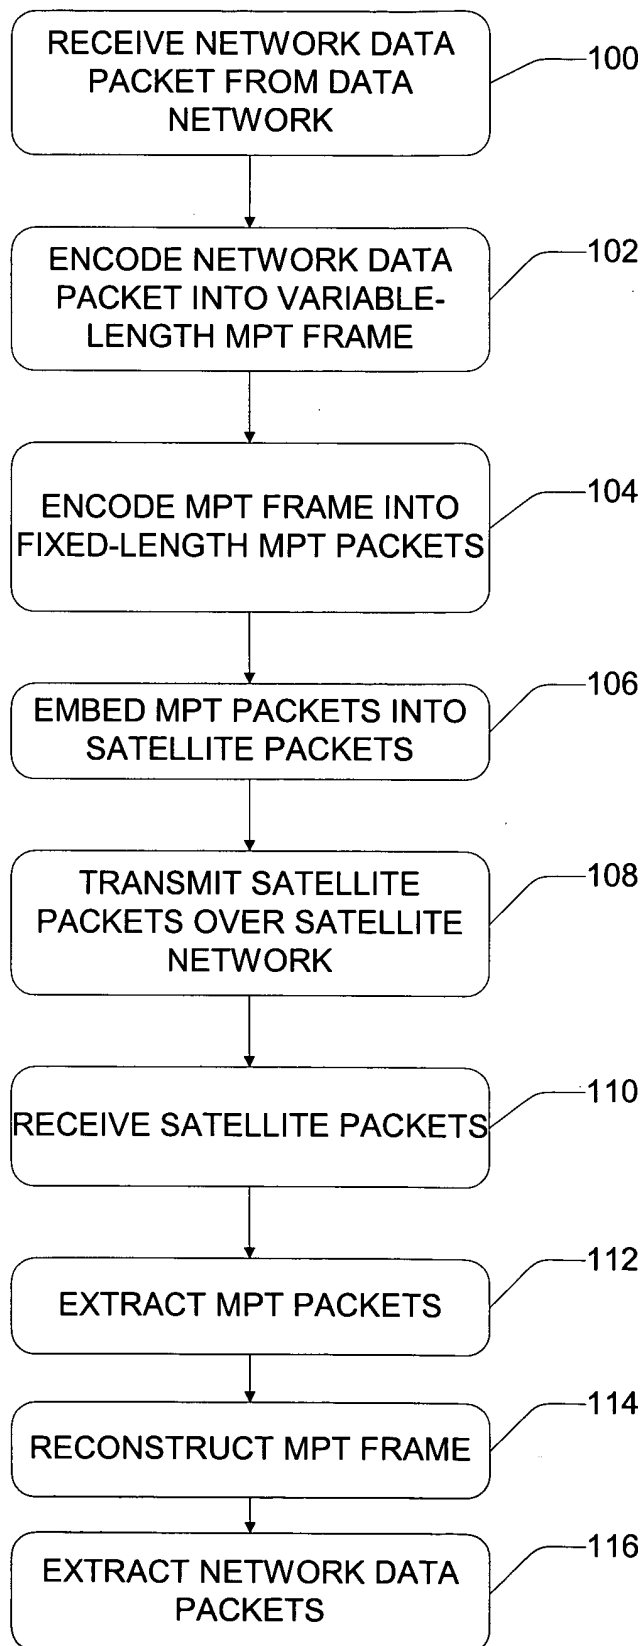 RECEIVE NETWORK DATA
PACKET FROM DATA
NETWORK
100
ENCODE NETWORK DATA
PACKET INTO VARIABLE-
LENGTH MPT FRAME
102
ENCODE MPT FRAME INTO
FIXED-LENGTH MPT PACKETS
104
EMBED MPT PACKETS INTO
SATELLITE PACKETS
106
TRANSMIT SATELLITE
PACKETS OVER SATELLITE
NETWORK
108
RECEIVE SATELLITE PACKETS
110
EXTRACT MPT PACKETS
112
RECONSTRUCT MPT FRAME
114
EXTRACT NETWORK DATA
PACKETS
116